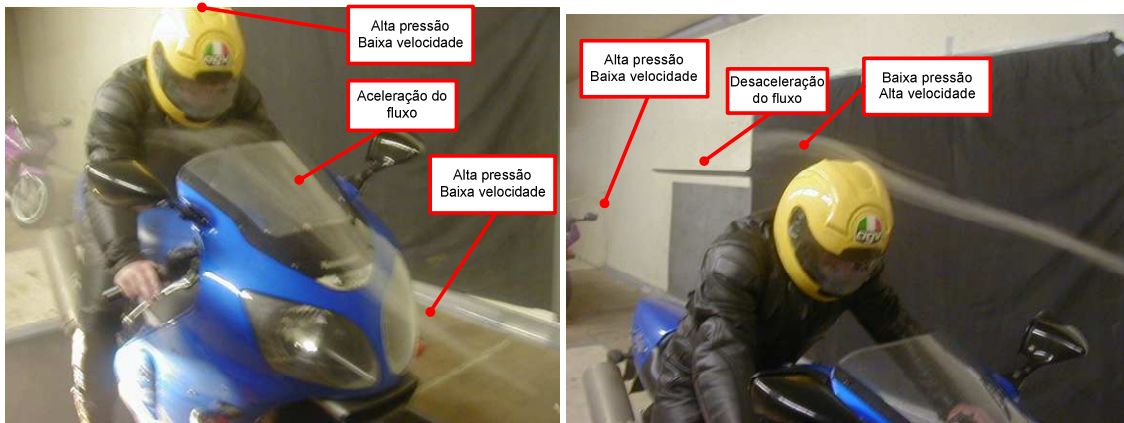 Alta pressão
Baixa velocidade
Aceleração do
fluxo
Alta pressão
Baixa velocidade
AGV
Alta pressão
Baixa velocidade
Desaceleração
do fluxo
Baixa pressão
Alta velocidade
AGV